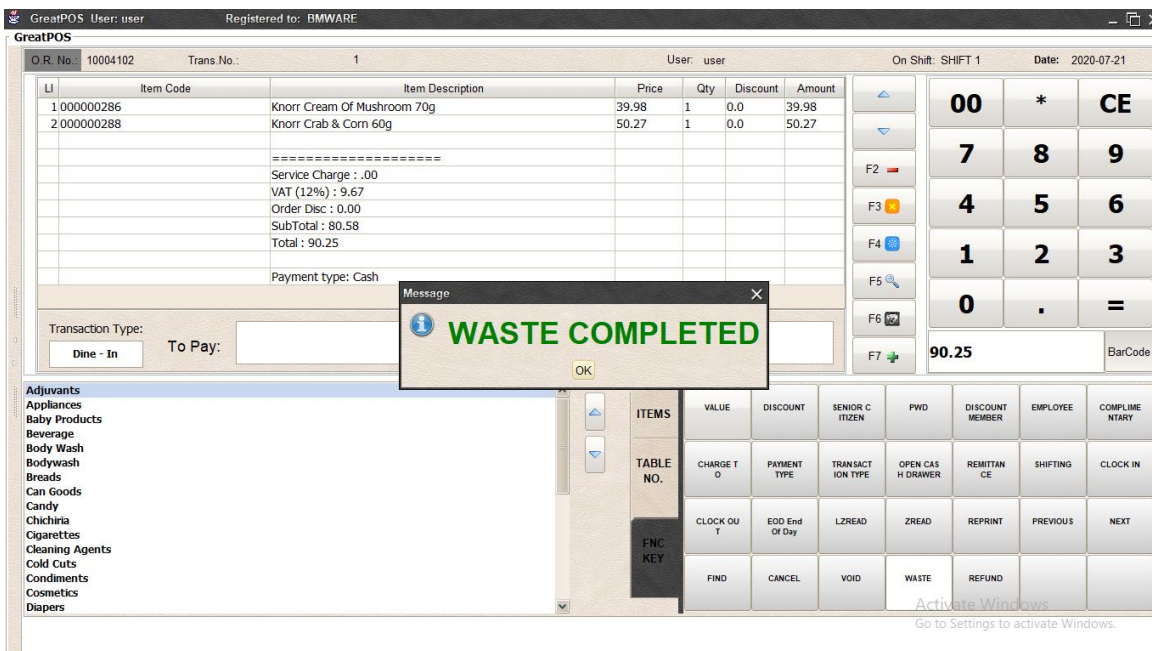 GreatPOS User: user Registered to: BMWARE
GreatPOS
O.R. No.: 10004102 Trans.No.: 1 User: user On Shift: SHIFT 1 Date: 2020-07-21
LI Item Code Item Description Price Qty Discount Amount
1 000000286 Knorr Cream Of Mushroom 70g 39.98 1 0.0 39.98
2 000000288 Knorr Crab & Corn 60g 50.27 1 0.0 50.27
====================
Service Charge : .00
VAT (12%) : 9.67
Order Disc : 0.00
SubTotal : 80.58
Total : 90.25
Payment type: Cash
F2
F3
F4
F5
F6
F7
00 * CE
7 8 9
4 5 6
1 2 3
0 . =
90.25 BarCode
Message
WASTE COMPLETED
OK
Transaction Type:
Dine - In
To Pay:
Adjuvants
Appliances
Baby Products
Beverage
Body Wash
Bodywash
Breads
Can Goods
Candy
Chichiria
Cigarettes
Cleaning Agents
Cold Cuts
Condiments
Cosmetics
Diapers
ITEMS
TABLE
NO.
FNC
KEY
VALUE DISCOUNT SENIOR C
ITIZEN PWD DISCOUNT
MEMBER EMPLOYEE COMPLIME
NTARY
CHARGE T
O PAYMENT
TYPE TRANSACT
ION TYPE OPEN CAS
H DRAWER REMITTAN
CE SHIFTING CLOCK IN
CLOCK OU
T EOD End
Of Day LZREAD ZREAD REPRINT PREVIOUS NEXT
FIND CANCEL VOID WASTE REFUND
Activate Windows
Go to Settings to activate Windows.